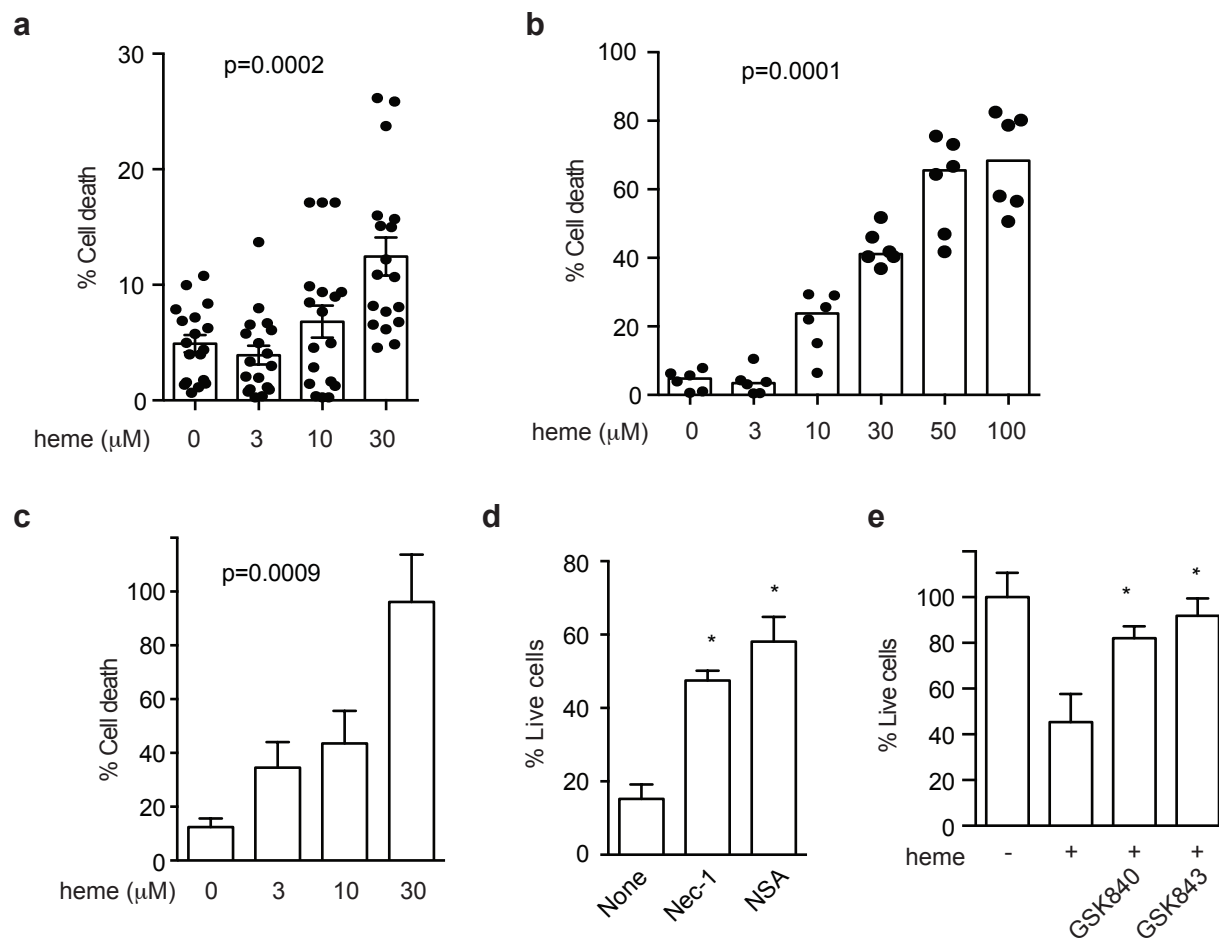 a
30
20
10
0
% Cell death
p=0.0002
heme (μM) 0 3 10 30
b
100
80
60
40
20
0
% Cell death
p=0.0001
heme (μM) 0 3 10 30 50 100
c
100
80
60
40
20
0
% Cell death
p=0.0009
heme (μM) 0 3 10 30
d
80
60
40
20
0
% Live cells
* *
None Nec-1 NSA
e
100
80
60
40
20
0
% Live cells
* *
heme - + + +
GSK840 GSK843